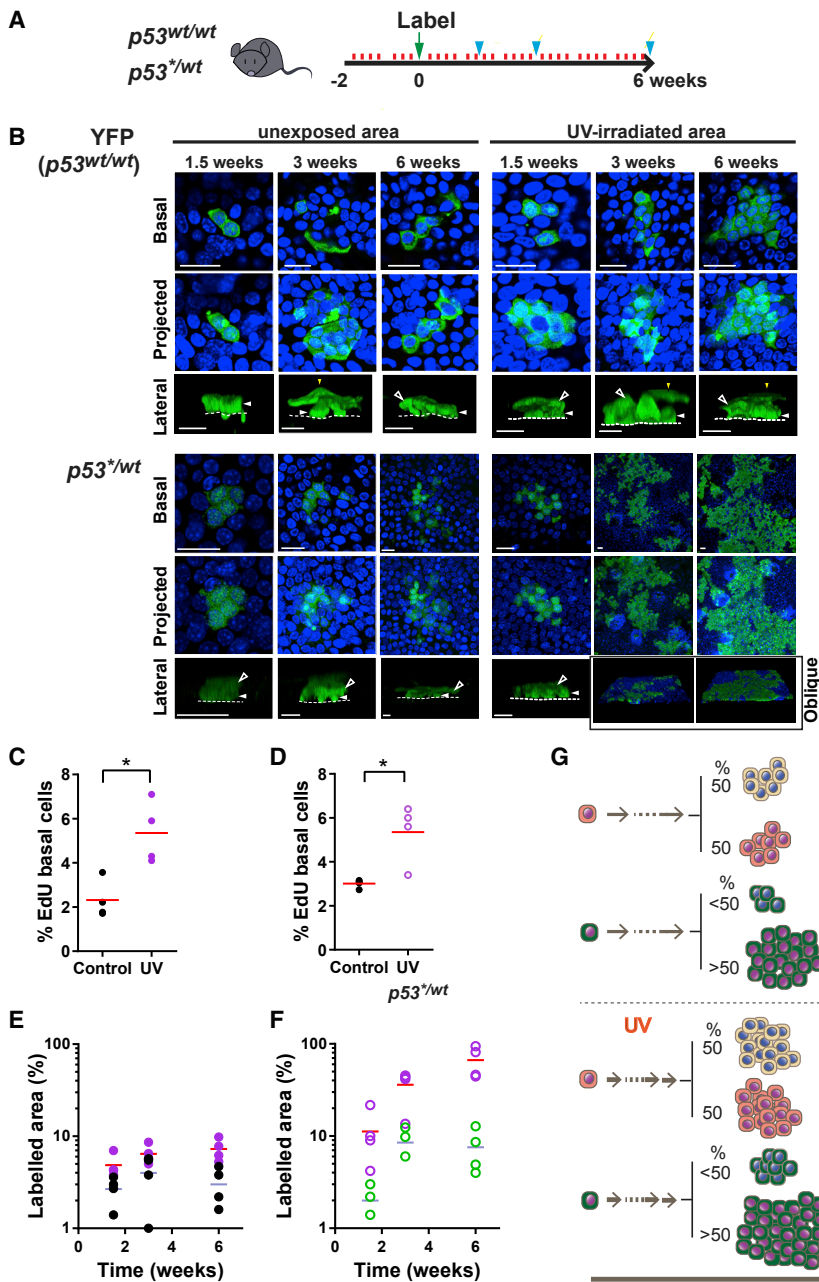 A
p53wt/wt
p53*/wt
Label
-2 0 6 weeks
B
YFP
(p53wt/wt)
unexposed area
UV-irradiated area
1.5 weeks 3 weeks 6 weeks 1.5 weeks 3 weeks 6 weeks
Basal
Projected
Lateral
p53*/wt
Basal
Projected
Lateral
Oblique
C
*
% EdU basal cells
8
6
4
2
0
Control UV
D
*
% EdU basal cells
8
6
4
2
0
Control UV
p53*/wt
E
Labelled area (%)
100
10
1
0 2 4 6
Time (weeks)
F
Labelled area (%)
100
10
1
0 2 4 6
Time (weeks)
G
%
50
50
%
<50
>50
UV
%
50
50
%
<50
>50